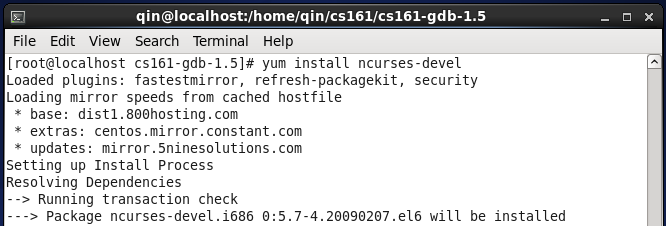 qin@localhost:/home/qin/cs161/cs161-gdb-1.5
File Edit View Search Terminal Help
[root@localhost cs161-gdb-1.5]# yum install ncurses-devel
Loaded plugins: fastestmirror, refresh-packagekit, security
Loading mirror speeds from cached hostfile
 * base: dist1.800hosting.com
 * extras: centos.mirror.constant.com
 * updates: mirror.5ninesolutions.com
Setting up Install Process
Resolving Dependencies
--> Running transaction check
---> Package ncurses-devel.i686 0:5.7-4.20090207.el6 will be installed